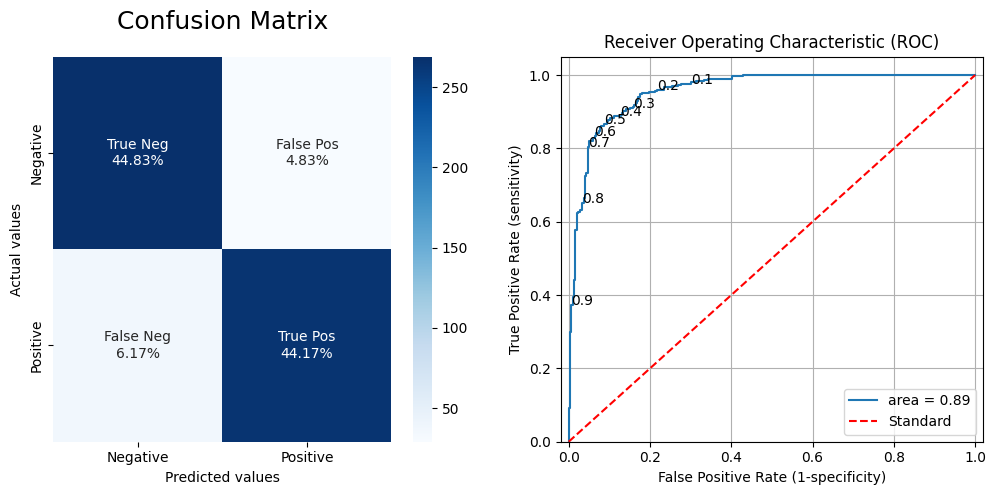 Confusion Matrix
True Neg
44.83%
False Pos
4.83%
False Neg
6.17%
True Pos
44.17%
Negative
Positive
Actual values
Negative
Positive
Predicted values
250
200
150
100
50
Receiver Operating Characteristic (ROC)
1.0
0.8
0.6
0.4
0.2
0.0
True Positive Rate (sensitivity)
0.1
0.2
0.3
0.4
0.5
0.6
0.7
0.8
0.9
area = 0.89
Standard
0.0
0.2
0.4
0.6
0.8
1.0
False Positive Rate (1-specificity)